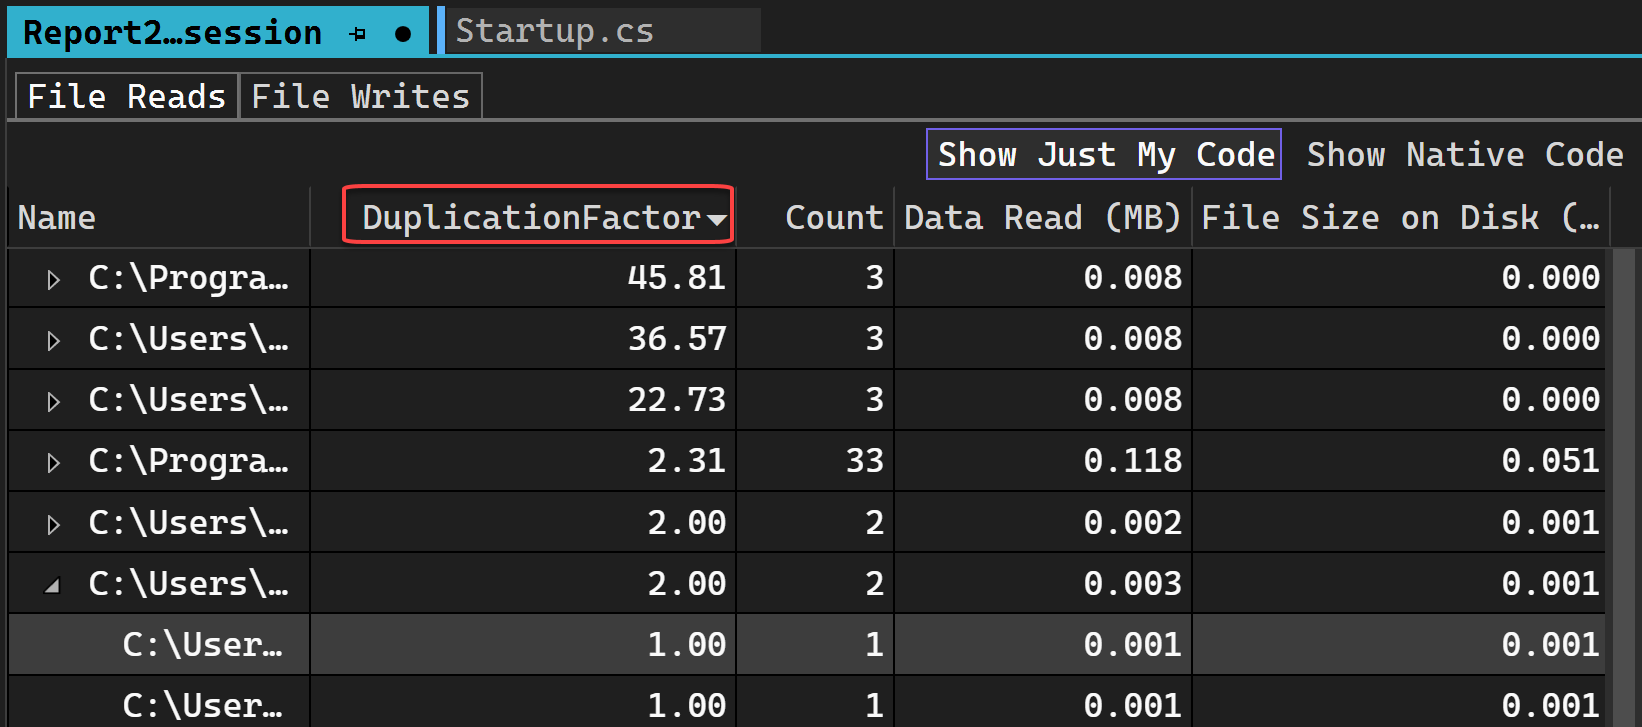 Report2…session Startup.cs
File Reads File Writes
Show Just My Code Show Native Code
Name DuplicationFactor Count Data Read (MB) File Size on Disk (…
C:\Progra… 45.81 3 0.008 0.000
C:\Users\… 36.57 3 0.008 0.000
C:\Users\… 22.73 3 0.008 0.000
C:\Progra… 2.31 33 0.118 0.051
C:\Users\… 2.00 2 0.002 0.001
C:\Users\… 2.00 2 0.003 0.001
C:\User… 1.00 1 0.001 0.001
C:\User… 1.00 1 0.001 0.001